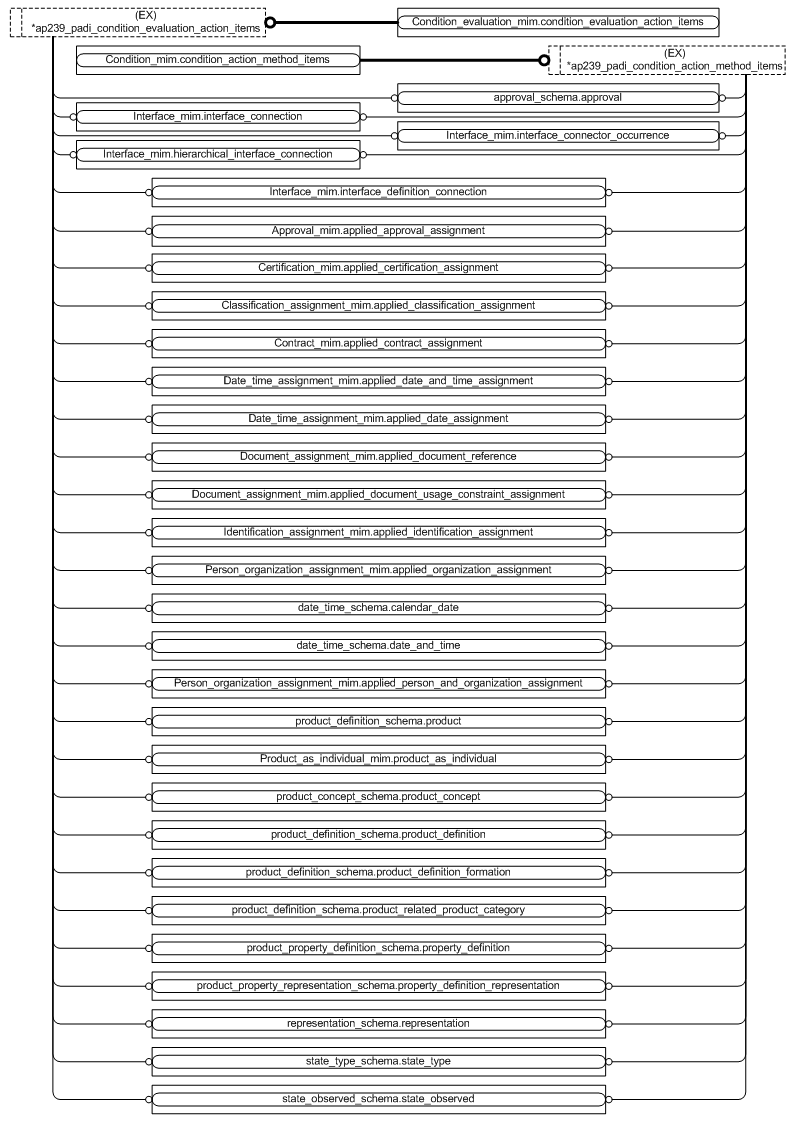 (EX)
*ap239_padi_condition_evaluation_action_items
Condition_evaluation_mim.condition_evaluation_action_items
Condition_mim.condition_action_method_items
(EX)
*ap239_padi_condition_action_method_items
approval_schema.approval
Interface_mim.interface_connection
Interface_mim.interface_connector_occurrence
Interface_mim.hierarchical_interface_connection
Interface_mim.interface_definition_connection
Approval_mim.applied_approval_assignment
Certification_mim.applied_certification_assignment
Classification_assignment_mim.applied_classification_assignment
Contract_mim.applied_contract_assignment
Date_time_assignment_mim.applied_date_and_time_assignment
Date_time_assignment_mim.applied_date_assignment
Document_assignment_mim.applied_document_reference
Document_assignment_mim.applied_document_usage_constraint_assignment
Identification_assignment_mim.applied_identification_assignment
Person_organization_assignment_mim.applied_organization_assignment
date_time_schema.calendar_date
date_time_schema.date_and_time
Person_organization_assignment_mim.applied_person_and_organization_assignment
product_definition_schema.product
Product_as_individual_mim.product_as_individual
product_concept_schema.product_concept
product_definition_schema.product_definition
product_definition_schema.product_definition_formation
product_definition_schema.product_related_product_category
product_property_definition_schema.property_definition
product_property_representation_schema.property_definition_representation
representation_schema.representation
state_type_schema.state_type
state_observed_schema.state_observed